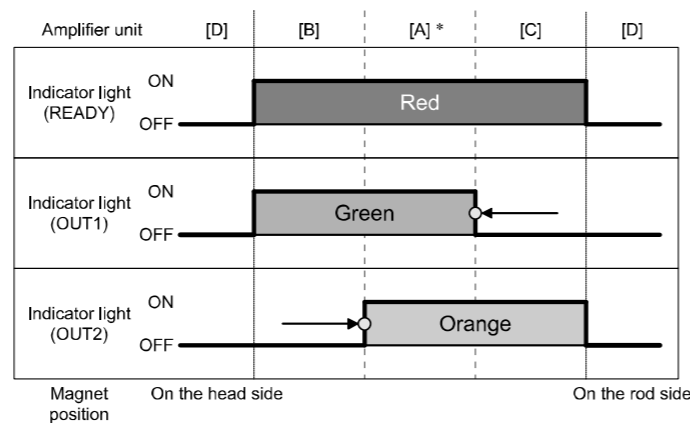 Amplifier unit [D] [B] [A] * [C] [D]
Indicator light
(READY)
ON
OFF
Red
Indicator light
(OUT1)
ON
OFF
Green
Indicator light
(OUT2)
ON
OFF
Orange
Magnet
position
On the head side
On the rod side